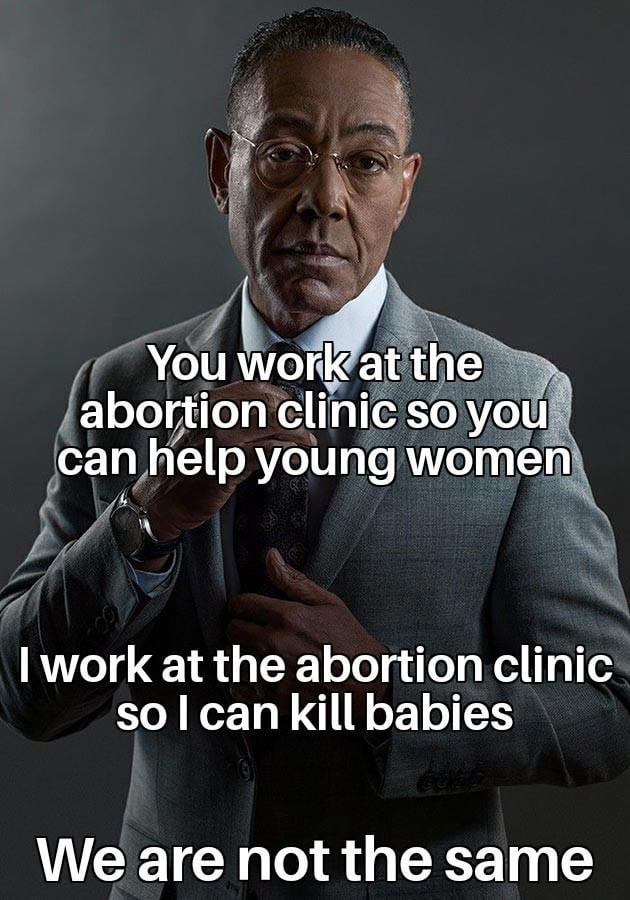 You work at the
abortion clinic so you
can help young women
I work at the abortion clinic
so I can kill babies
We are not the same